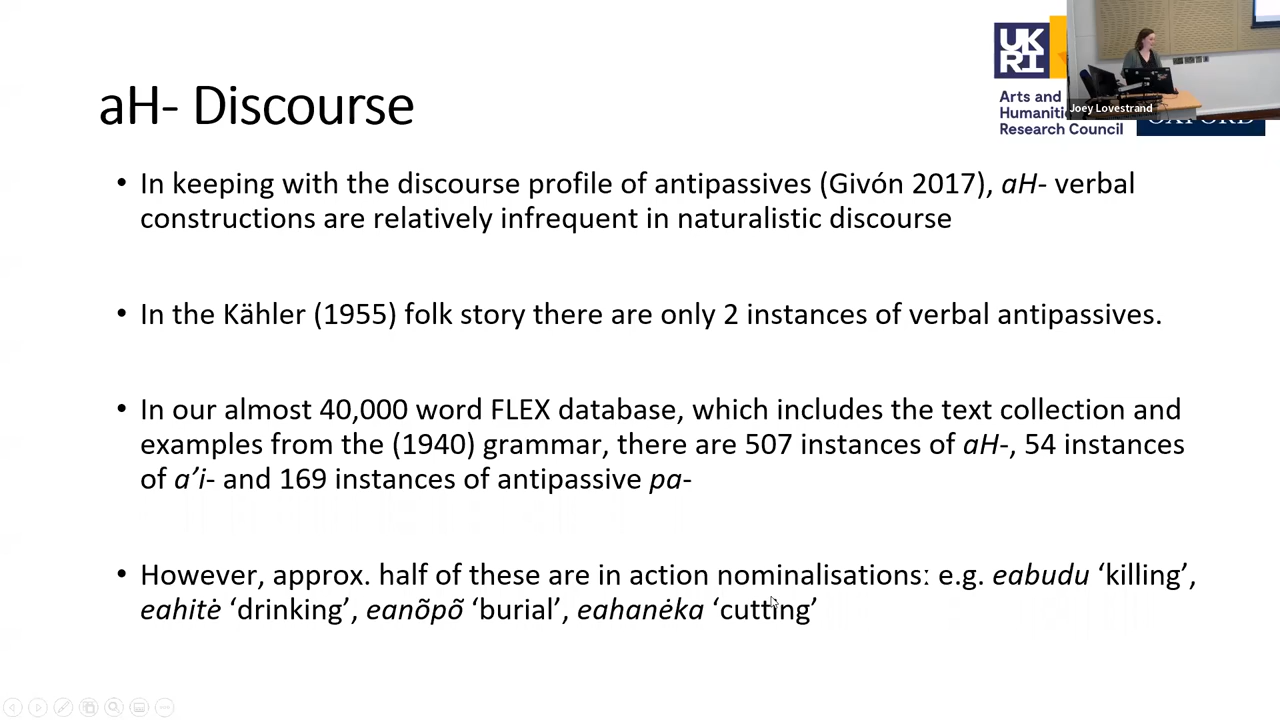 UK
RI
Arts and
Humaniti
Research Council
OXFORD
Joey Lovestrand
aH- Discourse
• In keeping with the discourse profile of antipassives (Givón 2017), aH- verbal
constructions are relatively infrequent in naturalistic discourse
• In the Kähler (1955) folk story there are only 2 instances of verbal antipassives.
• In our almost 40,000 word FLEX database, which includes the text collection and
examples from the (1940) grammar, there are 507 instances of aH-, 54 instances
of a’i- and 169 instances of antipassive pa-
• However, approx. half of these are in action nominalisations: e.g. eabudu ‘killing’,
eahitė ‘drinking’, eanõpõ ‘burial’, eahanėka ‘cutting’